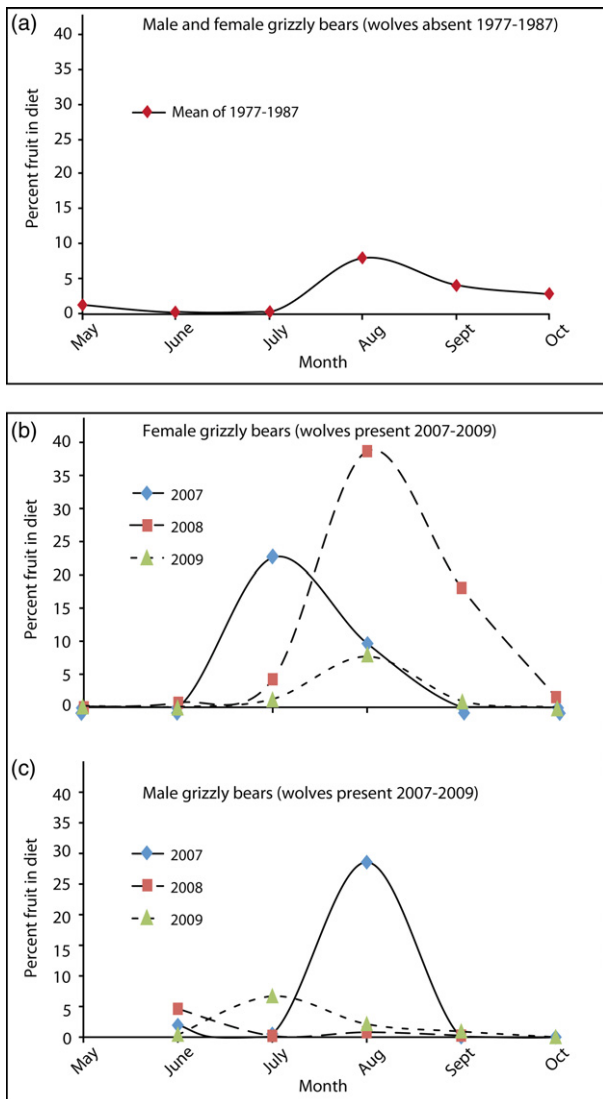 (a)
Male and female grizzly bears (wolves absent 1977-1987)
Percent fruit in diet
40
35
30
25
20
15
10
5
0
Mean of 1977-1987
May
June
July
Aug
Sept
Oct
Month
(b)
Female grizzly bears (wolves present 2007-2009)
Percent fruit in diet
40
35
30
25
20
15
10
5
0
2007
2008
2009
(c)
Male grizzly bears (wolves present 2007-2009)
Percent fruit in diet
40
35
30
25
20
15
10
5
0
2007
2008
2009
May
June
July
Aug
Sept
Oct
Month